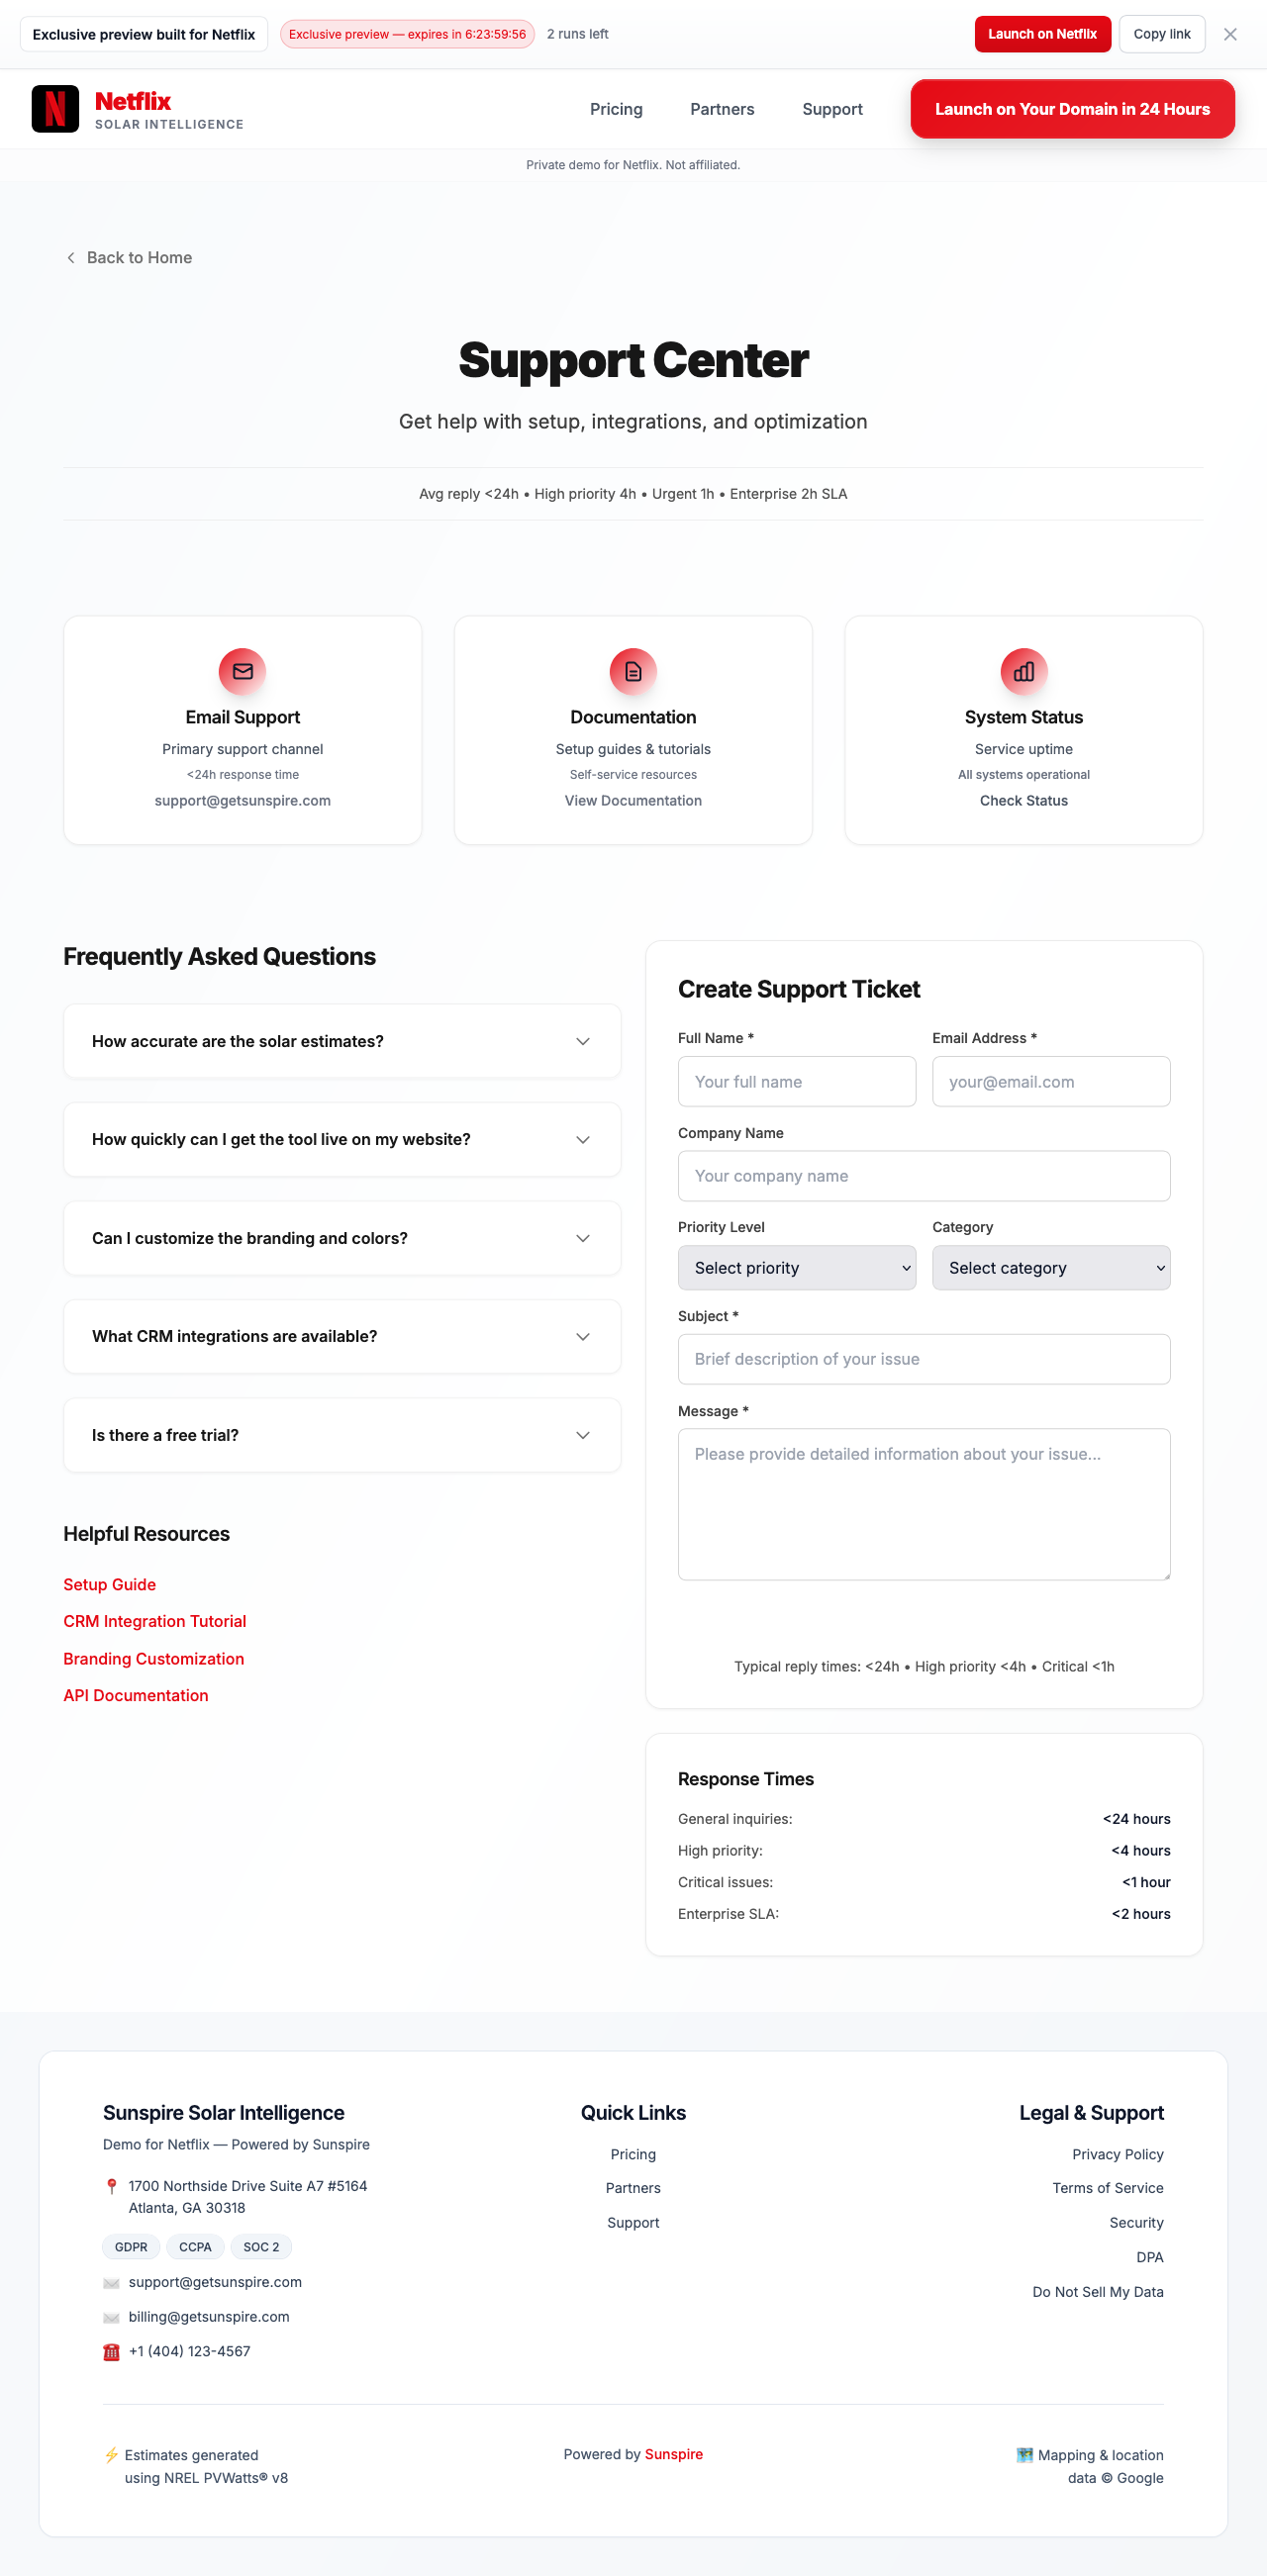 Exclusive preview built for Netflix
Exclusive preview — expires in 6:23:59:56
2 runs left
Launch on Netflix
Copy link
Netflix
SOLAR INTELLIGENCE
Pricing
Partners
Support
Launch on Your Domain in 24 Hours
Private demo for Netflix. Not affiliated.
Back to Home
Support Center
Get help with setup, integrations, and optimization
Avg reply <24h • High priority 4h • Urgent 1h • Enterprise 2h SLA
Email Support
Primary support channel
<24h response time
support@getsunspire.com
Documentation
Setup guides & tutorials
Self-service resources
View Documentation
System Status
Service uptime
All systems operational
Check Status
Frequently Asked Questions
How accurate are the solar estimates?
How quickly can I get the tool live on my website?
Can I customize the branding and colors?
What CRM integrations are available?
Is there a free trial?
Helpful Resources
Setup Guide
CRM Integration Tutorial
Branding Customization
API Documentation
Create Support Ticket
Full Name *
Email Address *
Your full name
your@email.com
Company Name
Your company name
Priority Level
Category
Select priority
Select category
Subject *
Brief description of your issue
Message *
Please provide detailed information about your issue...
Typical reply times: <24h • High priority <4h • Critical <1h
Response Times
General inquiries: <24 hours
High priority: <4 hours
Critical issues: <1 hour
Enterprise SLA: <2 hours
Sunspire Solar Intelligence
Demo for Netflix — Powered by Sunspire
1700 Northside Drive Suite A7 #5164
Atlanta, GA 30318
GDPR
CCPA
SOC 2
support@getsunspire.com
billing@getsunspire.com
+1 (404) 123-4567
Quick Links
Pricing
Partners
Support
Legal & Support
Privacy Policy
Terms of Service
Security
DPA
Do Not Sell My Data
Estimates generated
using NREL PVWatts® v8
Powered by Sunspire
Mapping & location
data © Google